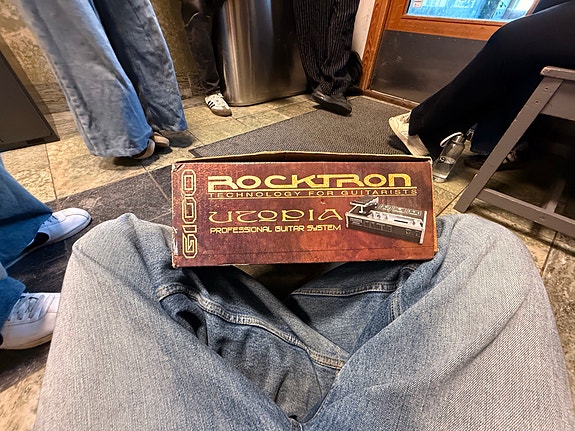 G100
ROCKTRON
TECHNOLOGY FOR GUITARISTS
UTOPIA
PROFESSIONAL GUITAR SYSTEM